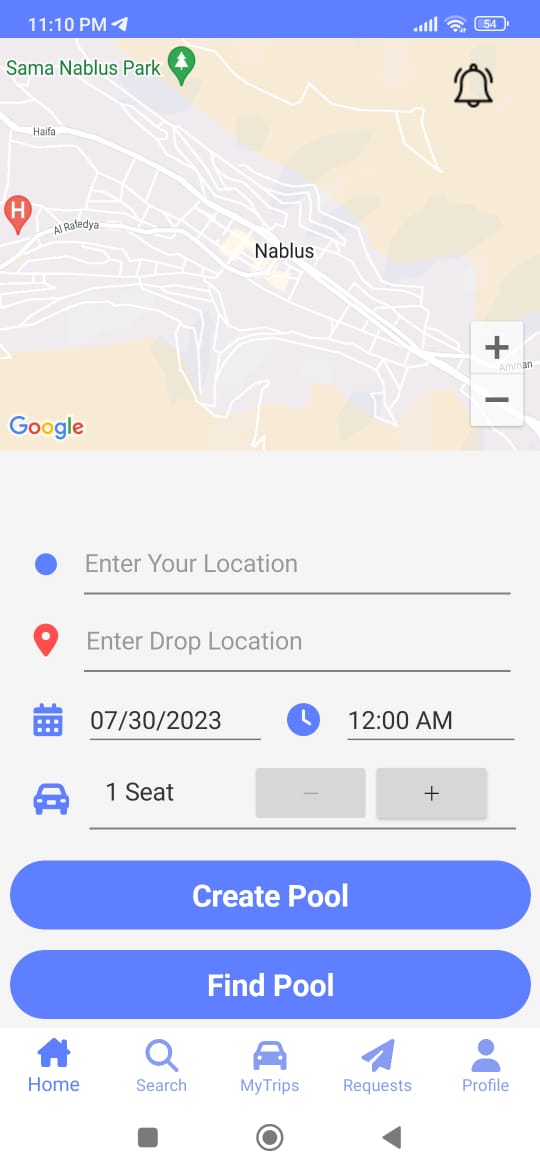 11:10 PM
54
Sama Nablus Park
Haifa
H
Al Rafedya
Nablus
+
Amman
−
Google
Enter Your Location
Enter Drop Location
07/30/2023 12:00 AM
1 Seat − +
Create Pool
Find Pool
Home Search MyTrips Requests Profile